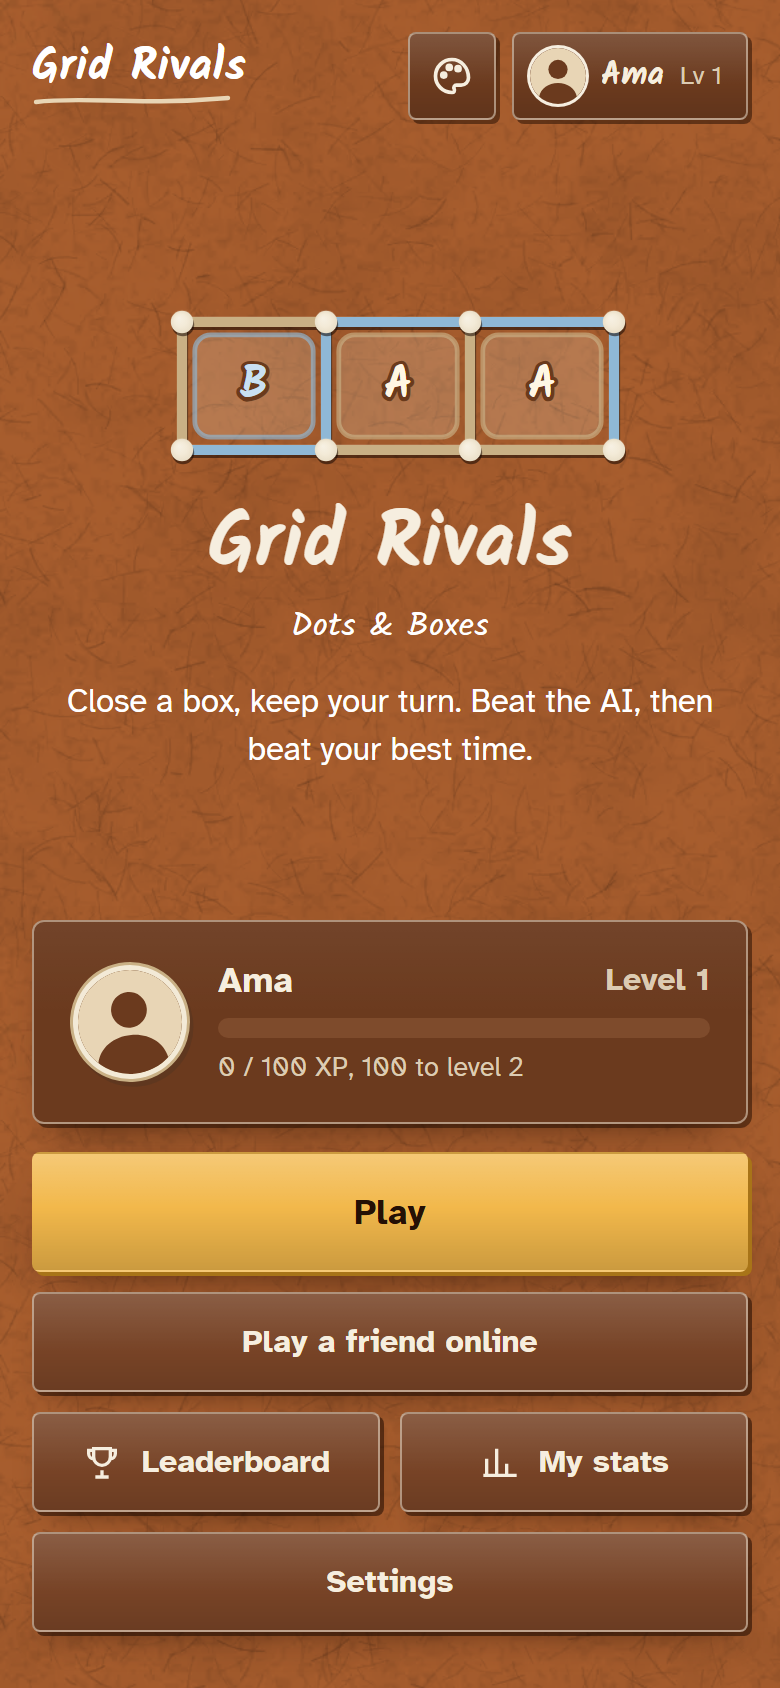 Grid Rivals
Ama Lv 1
B A A
Grid Rivals
Dots & Boxes
Close a box, keep your turn. Beat the AI, then
beat your best time.
Ama Level 1
0 / 100 XP, 100 to level 2
Play
Play a friend online
Leaderboard
My stats
Settings